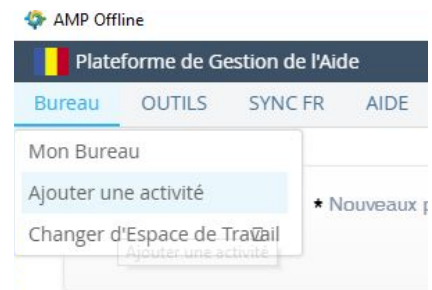 AMP Offline
Plateforme de Gestion de l'Aide
Bureau OUTILS SYNC FR AIDE
Mon Bureau
Ajouter une activité
* Nouveaux p
Changer d'Espace de Travail
Ajouter une activité